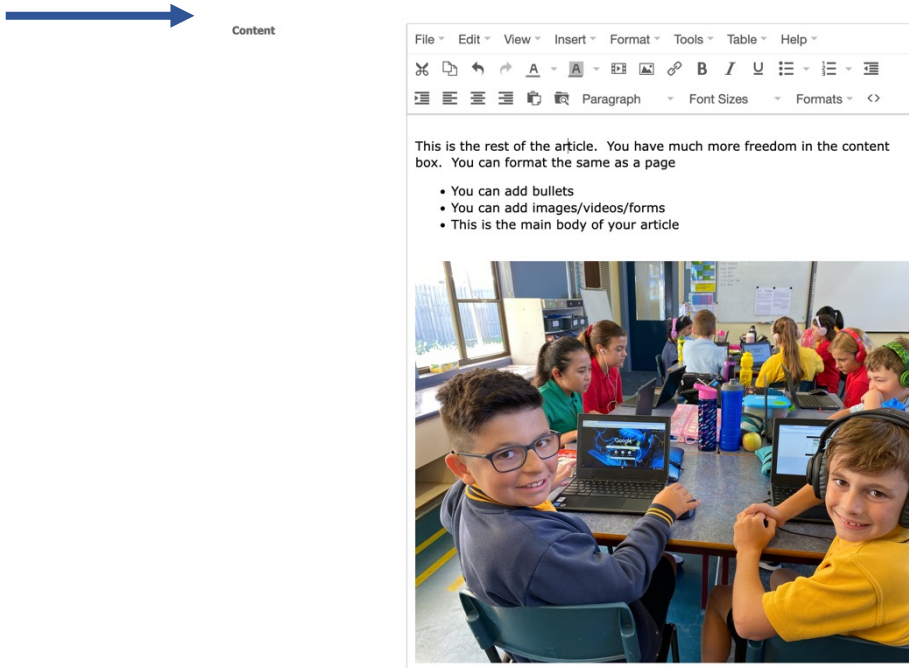 Content
File Edit View Insert Format Tools Table Help
A A B I U
Paragraph Font Sizes Formats <>
This is the rest of the article.  You have much more freedom in the content
box.  You can format the same as a page
• You can add bullets
• You can add images/videos/forms
• This is the main body of your article
Google